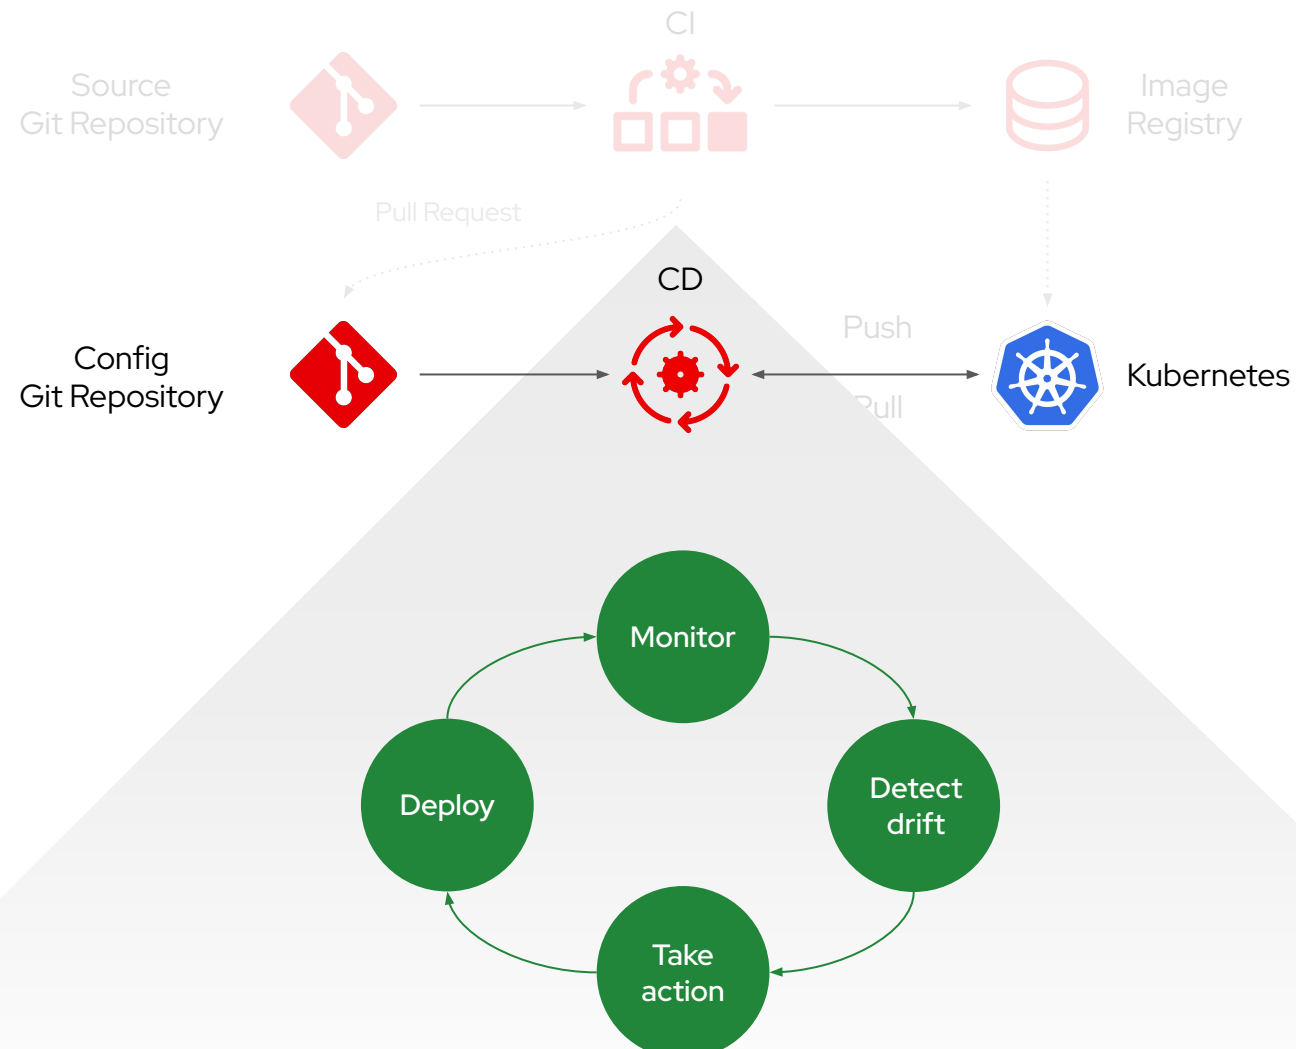 CI
Source
Git Repository
Image
Registry
Pull Request
CD
Push
Config
Git Repository
Kubernetes
Pull
Monitor
Deploy
Detect
drift
Take
action